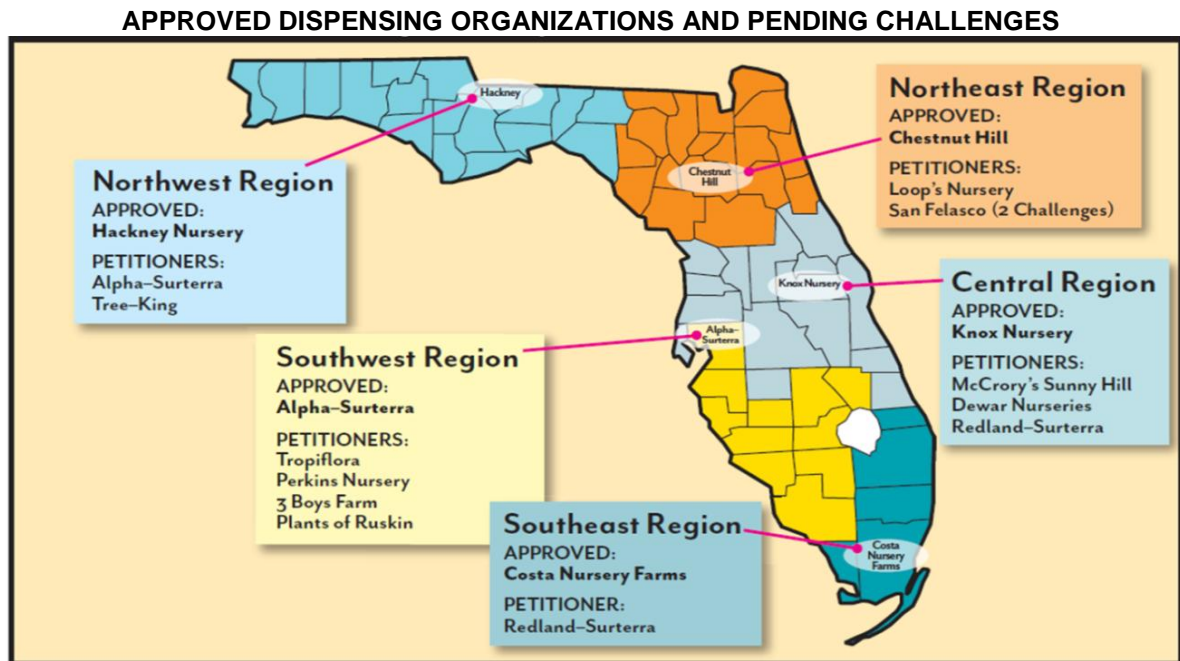 APPROVED DISPENSING ORGANIZATIONS AND PENDING CHALLENGES
Hackney
Northwest Region
APPROVED:
Hackney Nursery
PETITIONERS:
Alpha–Surterra
Tree–King
Chestnut
Hill
Northeast Region
APPROVED:
Chestnut Hill
PETITIONERS:
Loop's Nursery
San Felasco (2 Challenges)
Knox Nursery
Central Region
APPROVED:
Knox Nursery
PETITIONERS:
McCrory's Sunny Hill
Dewar Nurseries
Redland–Surterra
Alpha–
Surterra
Southwest Region
APPROVED:
Alpha–Surterra
PETITIONERS:
Tropiflora
Perkins Nursery
3 Boys Farm
Plants of Ruskin
Southeast Region
APPROVED:
Costa Nursery Farms
PETITIONER:
Redland–Surterra
Costa
Nursery
Farms